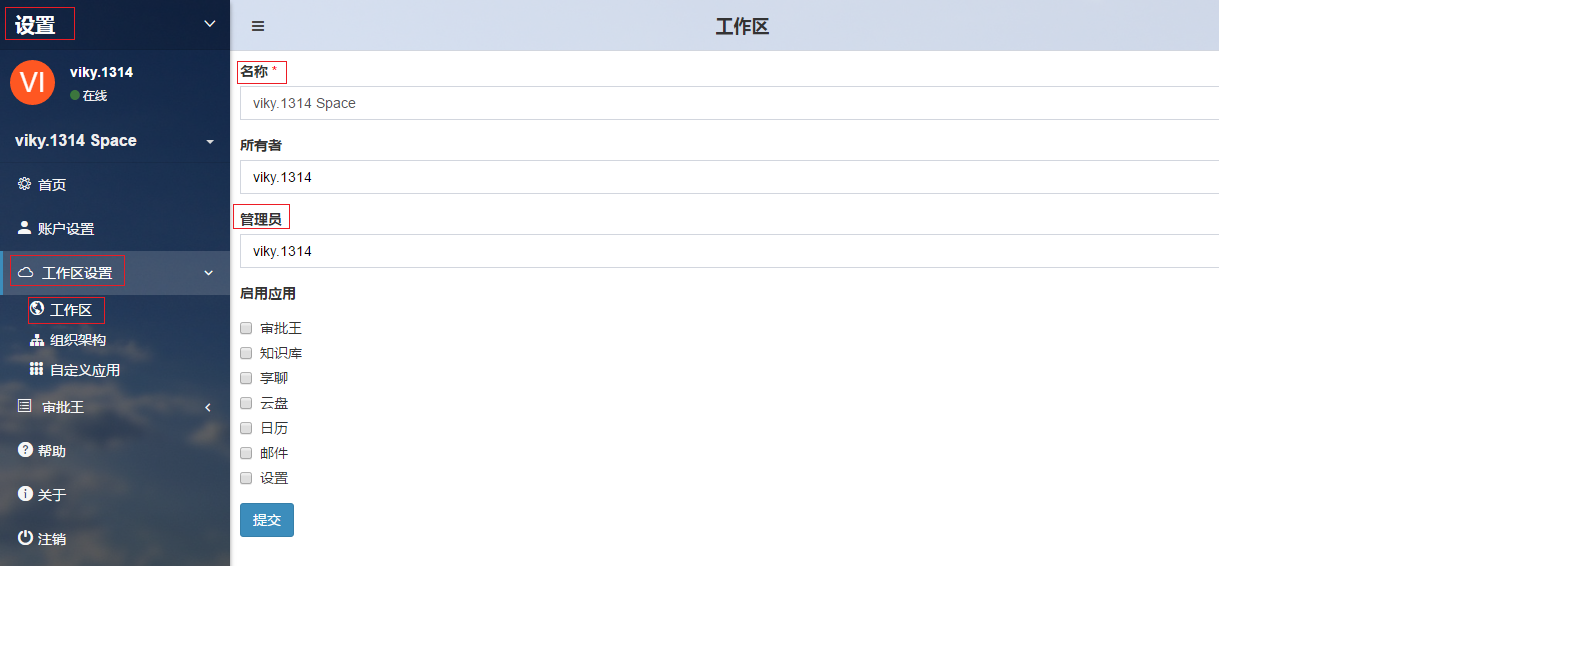 设置
VI
viky.1314
在线
viky.1314 Space
首页
账户设置
工作区设置
工作区
组织架构
自定义应用
审批王
帮助
关于
注销
工作区
名称 *
viky.1314 Space
所有者
viky.1314
管理员
viky.1314
启用应用
审批王
知识库
享聊
云盘
日历
邮件
设置
提交